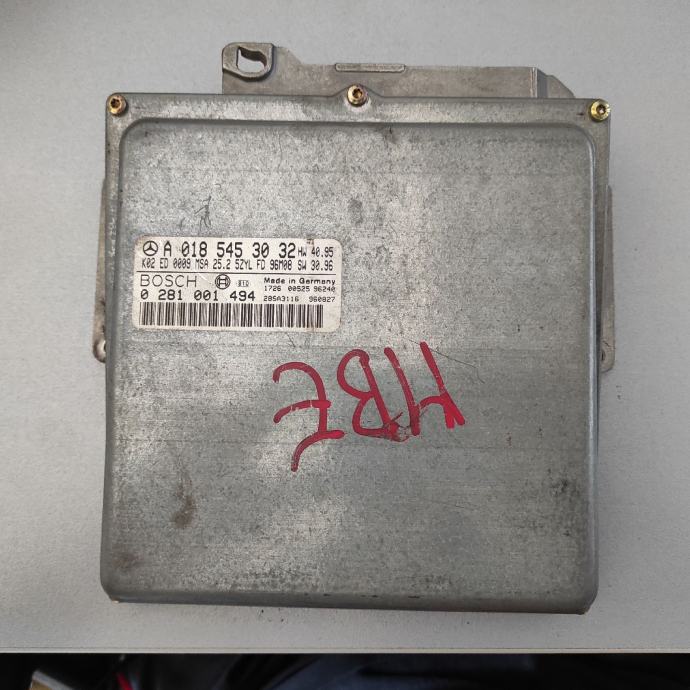 A 018 545 30 32 HW 40.95
K02 ED 0009 MSA 25.2 5ZYL FD 96M08 SW 30.96
BOSCH Made in Germany
1726 00525 96240
0 281 001 494 28SA3116 960827